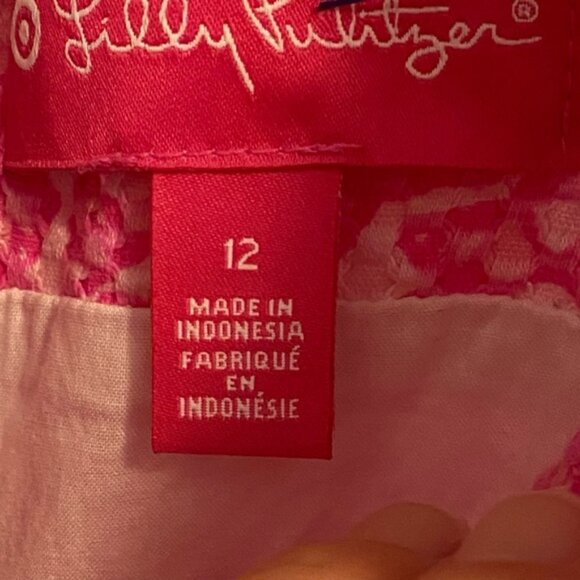 Lilly Pulitzer®
12
MADE IN
INDONESIA
FABRIQUÉ
EN
INDONÉSIE